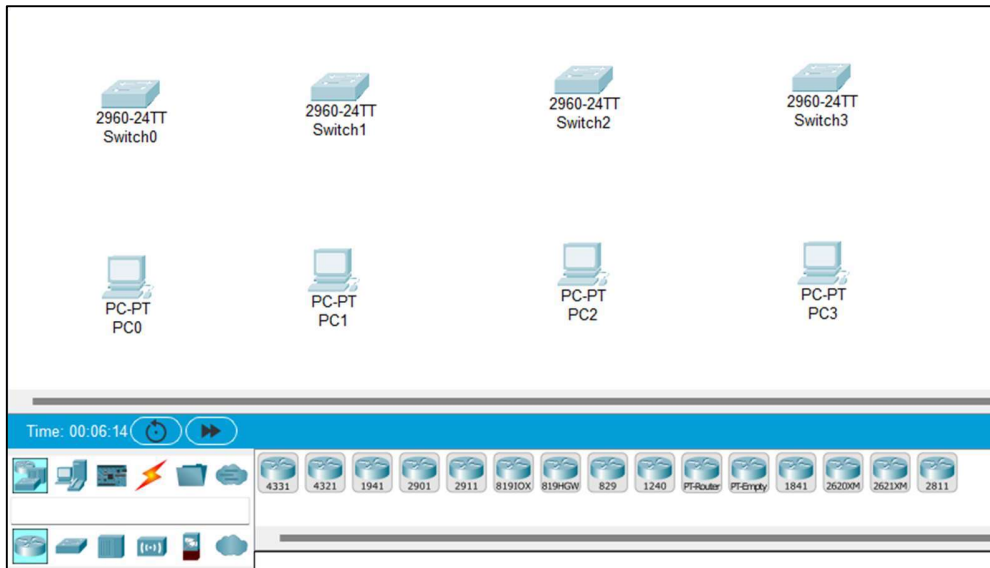 2960-24TT
Switch0
2960-24TT
Switch1
2960-24TT
Switch2
2960-24TT
Switch3
PC-PT
PC0
PC-PT
PC1
PC-PT
PC2
PC-PT
PC3
Time: 00:06:14
4331 4321 1941 2901 2911 819IOX 819HGW 829 1240 PT-Router PT-Empty 1841 2620XM 2621XM 2811